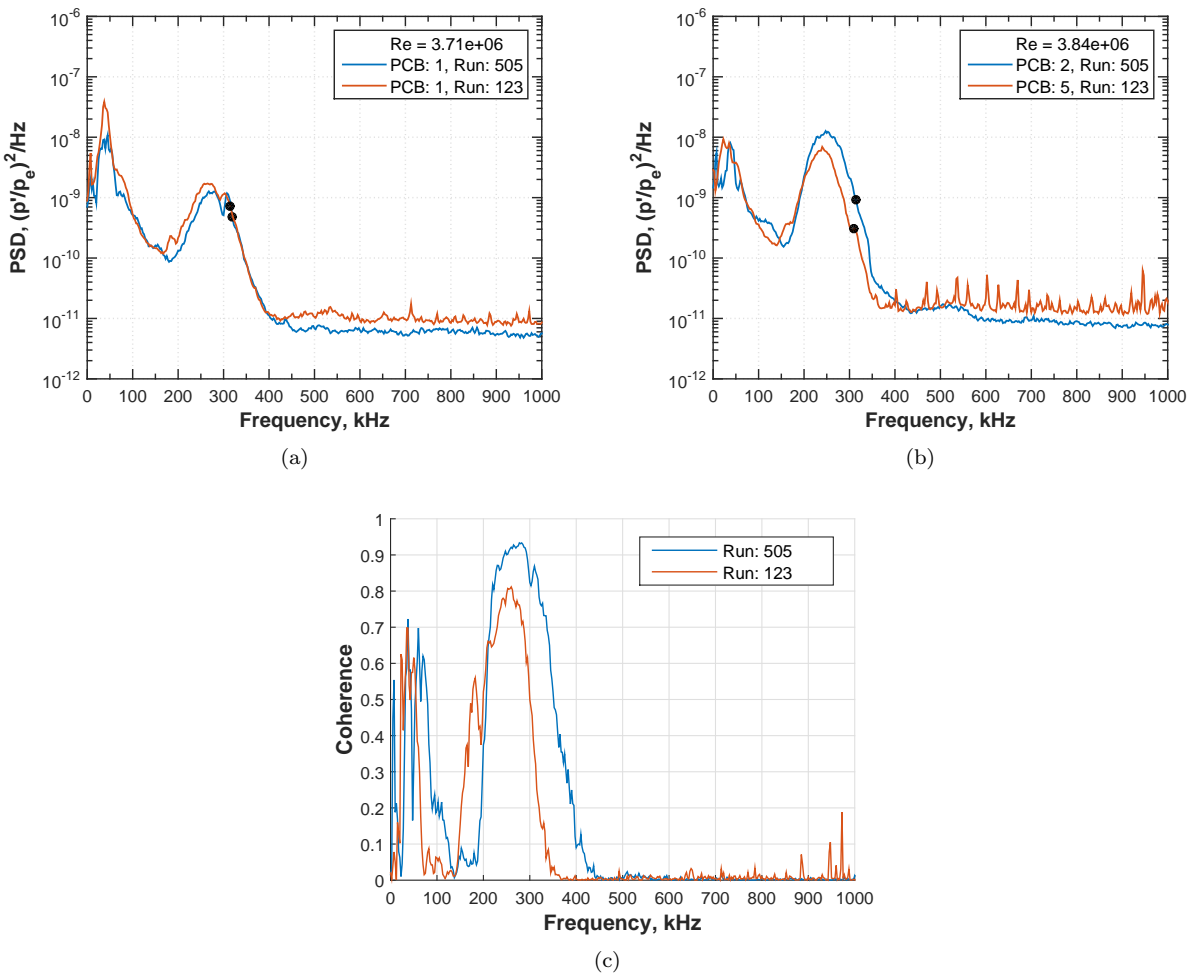 Re = 3.71e+06
PCB: 1, Run: 505
PCB: 1, Run: 123
10^-6
10^-7
10^-8
10^-9
10^-10
10^-11
10^-12
PSD, (p'/p_e)^2/Hz
0 100 200 300 400 500 600 700 800 900 1000
Frequency, kHz
(a)
Re = 3.84e+06
PCB: 2, Run: 505
PCB: 5, Run: 123
10^-6
10^-7
10^-8
10^-9
10^-10
10^-11
10^-12
PSD, (p'/p_e)^2/Hz
0 100 200 300 400 500 600 700 800 900 1000
Frequency, kHz
(b)
Run: 505
Run: 123
1
0.9
0.8
0.7
0.6
0.5
0.4
0.3
0.2
0.1
0
Coherence
0 100 200 300 400 500 600 700 800 900 1000
Frequency, kHz
(c)